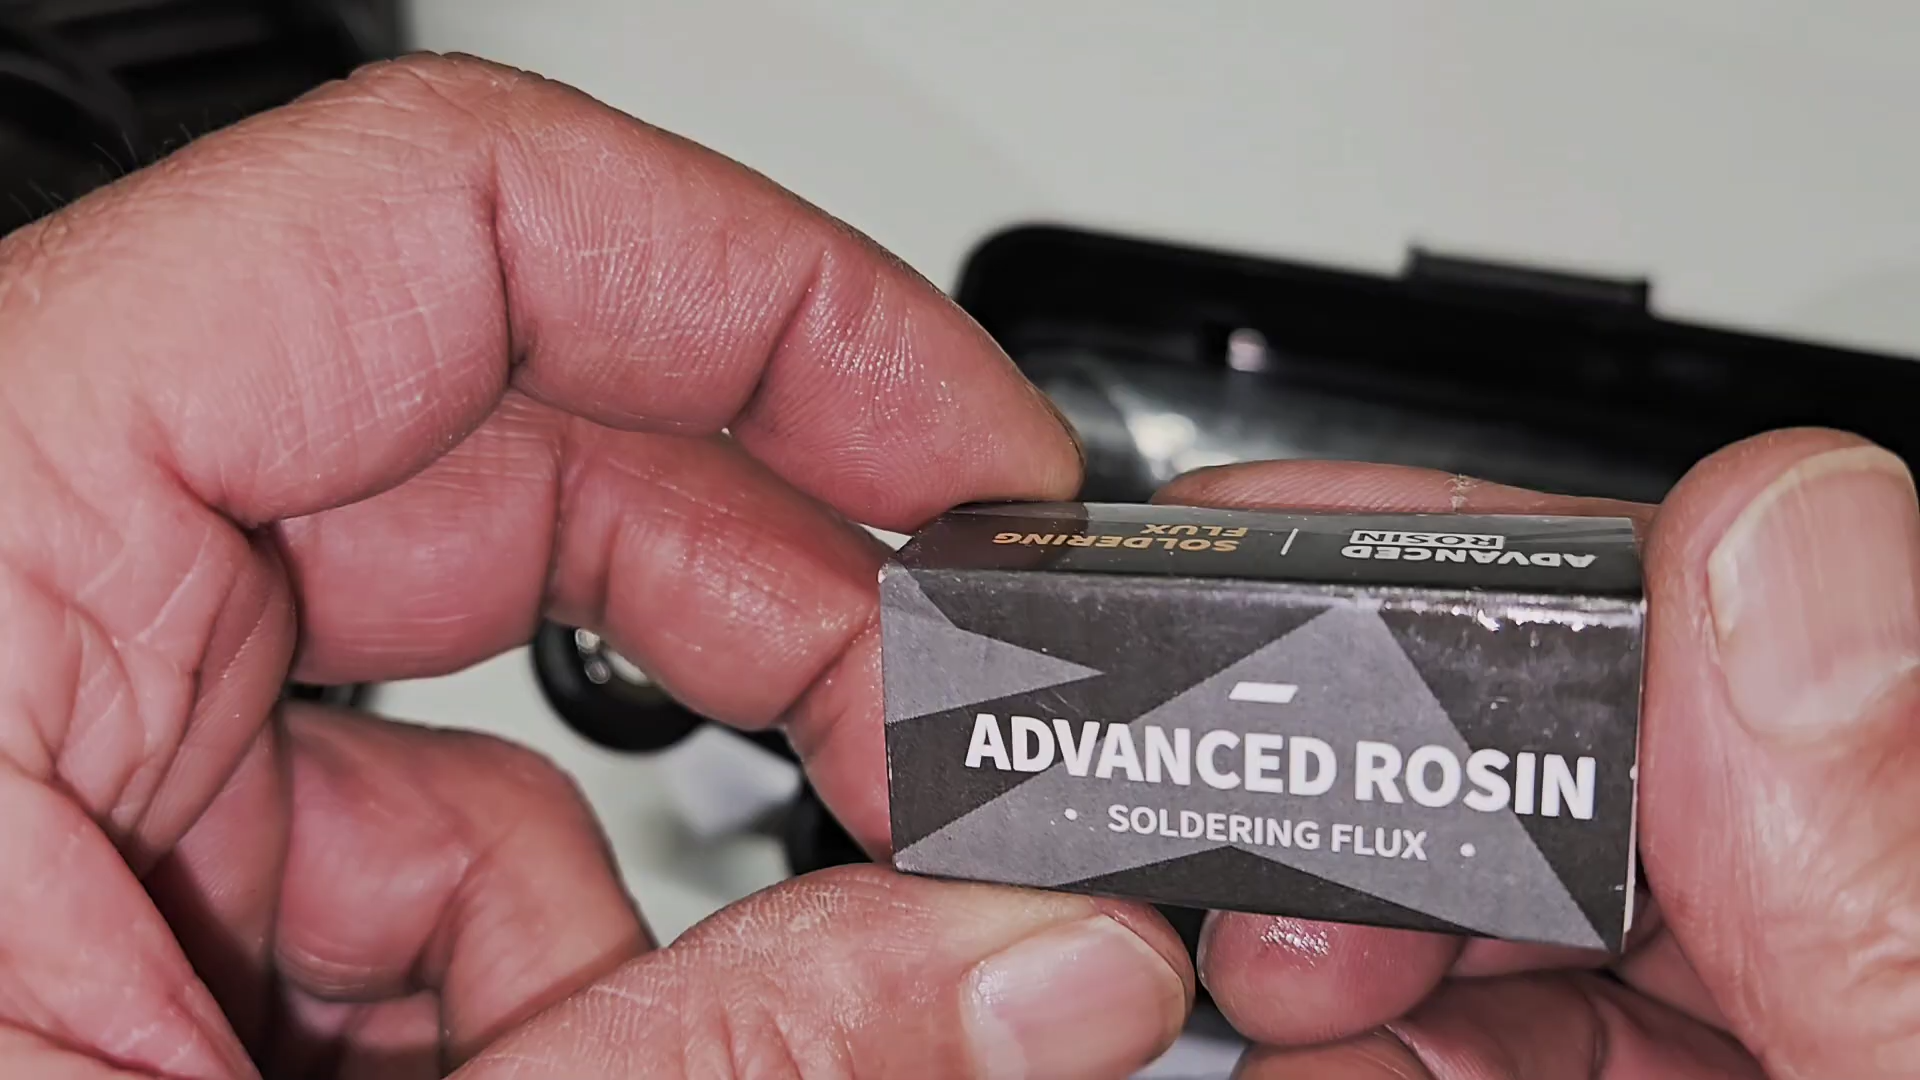 ADVANCED
ROSIN
SOLDERING
FLUX
ADVANCED ROSIN
• SOLDERING FLUX •